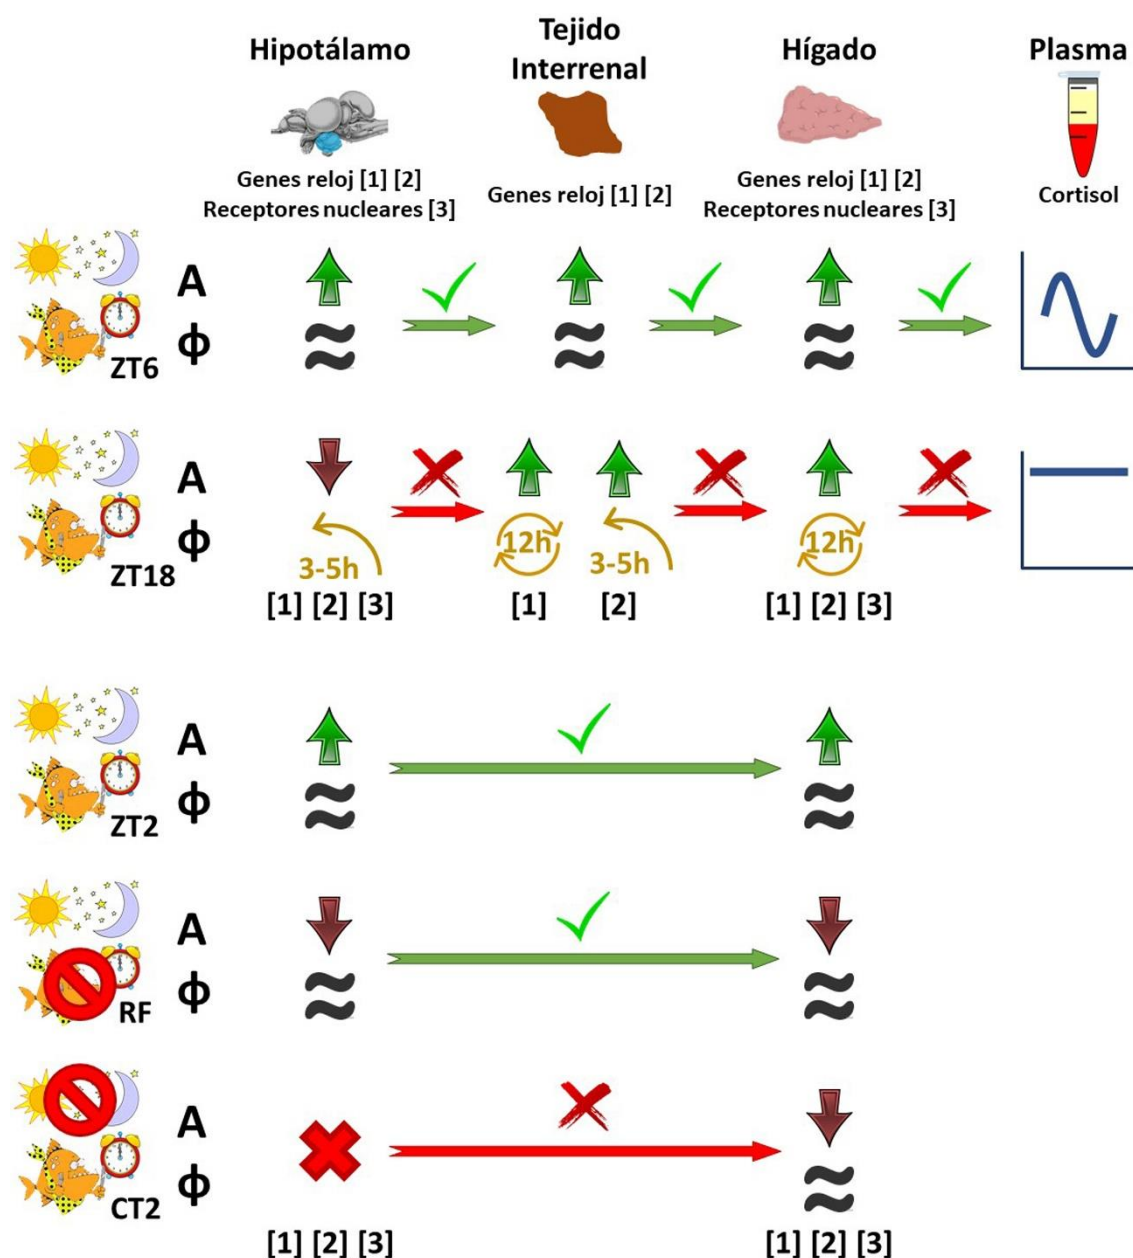 Hipotálamo
Tejido
Interrenal
Hígado
Plasma
Genes reloj [1] [2]
Receptores nucleares [3]
Genes reloj [1] [2]
Genes reloj [1] [2]
Receptores nucleares [3]
Cortisol
A
Φ
ZT6
A
Φ
ZT18
3-5h
12h
3-5h
12h
[1] [2] [3]
[1]
[2]
[1] [2] [3]
A
Φ
ZT2
A
Φ
RF
A
Φ
CT2
[1] [2] [3]
[1] [2] [3]